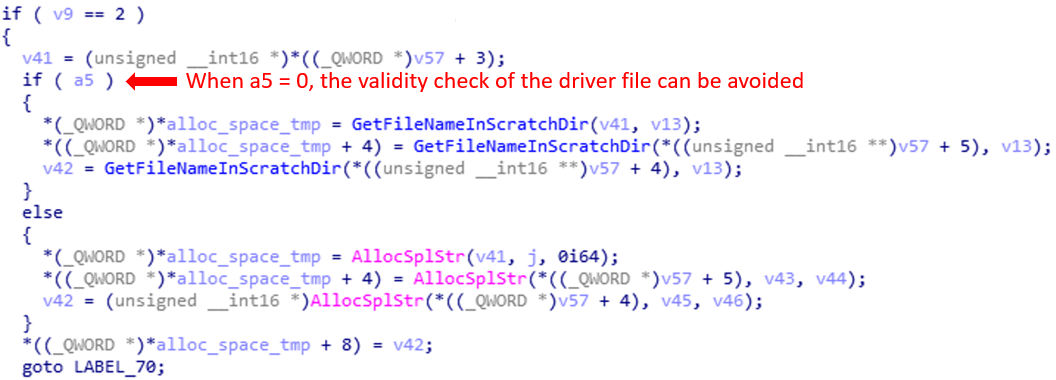 if ( v9 == 2 )
{
  v41 = (unsigned __int16 *)*((_QWORD *)v57 + 3);
  if ( a5 ) When a5 = 0, the validity check of the driver file can be avoided
  {
    *(_QWORD *)*alloc_space_tmp = GetFileNameInScratchDir(v41, v13);
    *((_QWORD *)*alloc_space_tmp + 4) = GetFileNameInScratchDir(*((unsigned __int16 **)v57 + 5), v13);
    v42 = GetFileNameInScratchDir(*((unsigned __int16 **)v57 + 4), v13);
  }
  else
  {
    *(_QWORD *)*alloc_space_tmp = AllocSplStr(v41, j, 0i64);
    *((_QWORD *)*alloc_space_tmp + 4) = AllocSplStr(*((_QWORD *)v57 + 5), v43, v44);
    v42 = (unsigned __int16 *)AllocSplStr(*((_QWORD *)v57 + 4), v45, v46);
  }
  *((_QWORD *)*alloc_space_tmp + 8) = v42;
  goto LABEL_70;